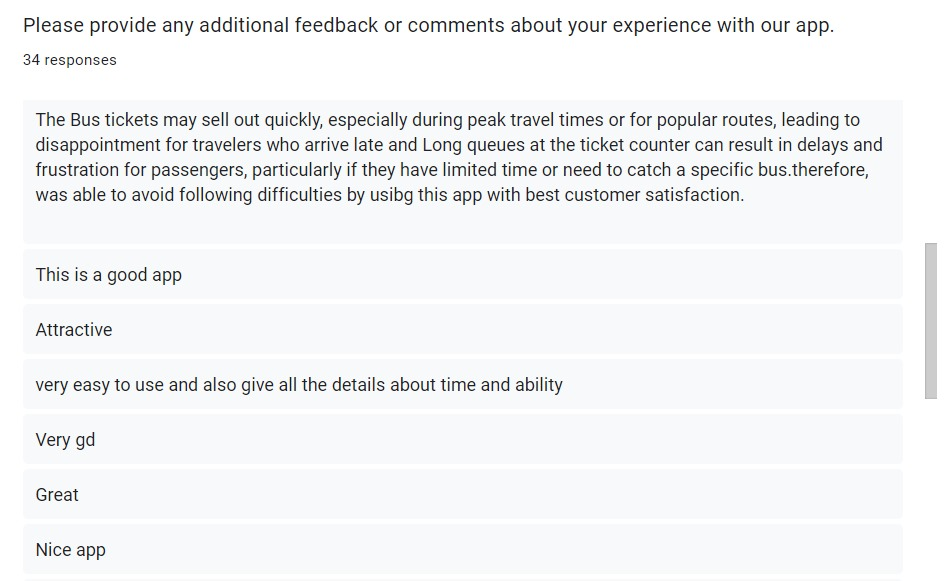 Please provide any additional feedback or comments about your experience with our app.
34 responses
The Bus tickets may sell out quickly, especially during peak travel times or for popular routes, leading to
disappointment for travelers who arrive late and Long queues at the ticket counter can result in delays and
frustration for passengers, particularly if they have limited time or need to catch a specific bus.therefore,
was able to avoid following difficulties by usibg this app with best customer satisfaction.
This is a good app
Attractive
very easy to use and also give all the details about time and ability
Very gd
Great
Nice app